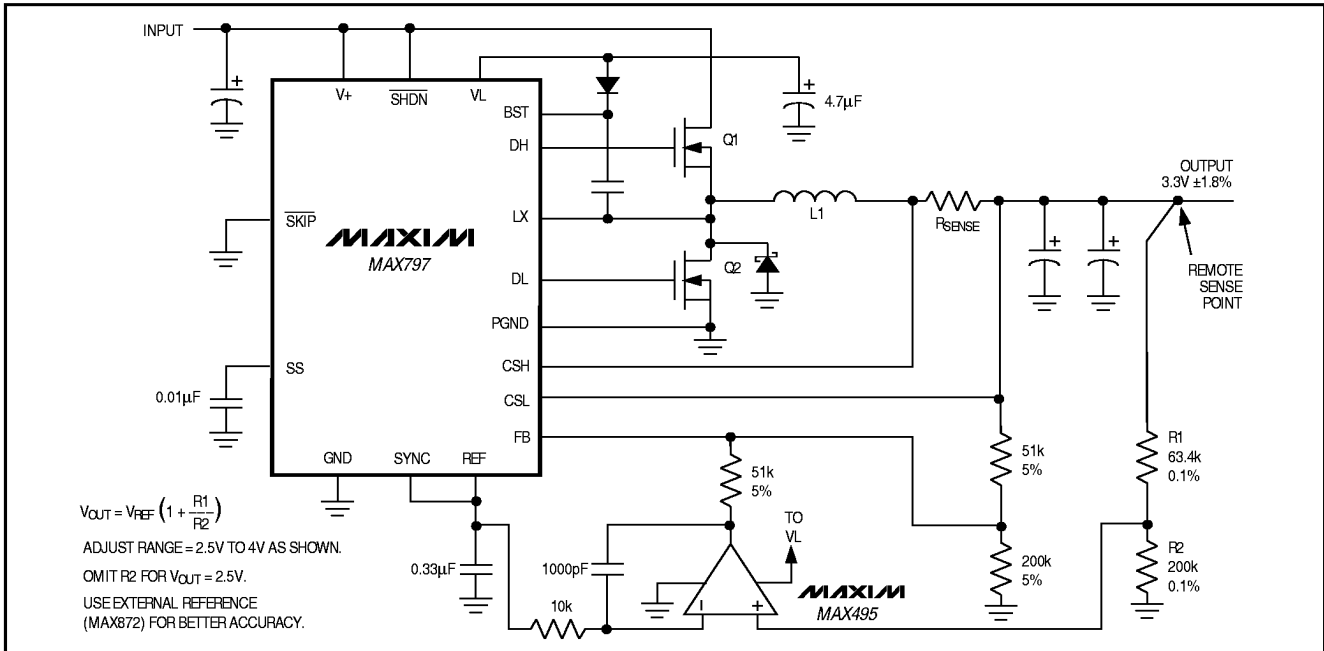 INPUT
V+
SHDN
VL
BST
4.7µF
DH
Q1
OUTPUT
3.3V ±1.8%
SKIP
LX
L1
RSENSE
MAXIM
MAX797
DL
Q2
REMOTE
SENSE
POINT
PGND
SS
CSH
0.01µF
CSL
FB
51k
5%
51k
5%
R1
63.4k
0.1%
GND
SYNC
REF
VOUT = VREF (1 + R1/R2)
ADJUST RANGE = 2.5V TO 4V AS SHOWN.
OMIT R2 FOR VOUT = 2.5V.
USE EXTERNAL REFERENCE
(MAX872) FOR BETTER ACCURACY.
0.33µF
1000pF
TO
VL
200k
5%
R2
200k
0.1%
10k
I
+
MAXIM
MAX495